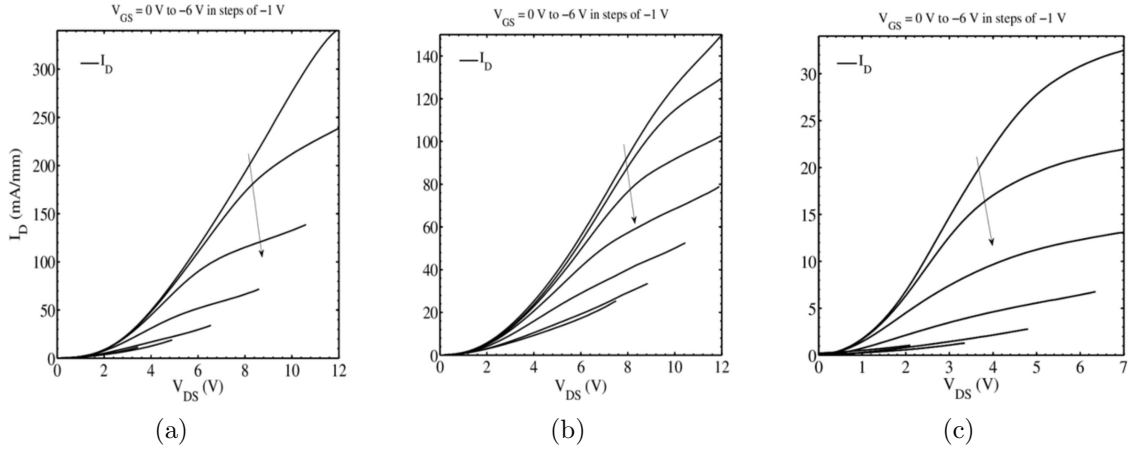 V_GS = 0 V to −6 V in steps of −1 V
I_D
I_D (mA/mm)
300
250
200
150
100
50
0
0 2 4 6 8 10 12
V_DS (V)
(a)
V_GS = 0 V to −6 V in steps of −1 V
I_D
140
120
100
80
60
40
20
0
0 2 4 6 8 10 12
V_DS (V)
(b)
V_GS = 0 V to −6 V in steps of −1 V
I_D
30
25
20
15
10
5
0
0 1 2 3 4 5 6 7
V_DS (V)
(c)